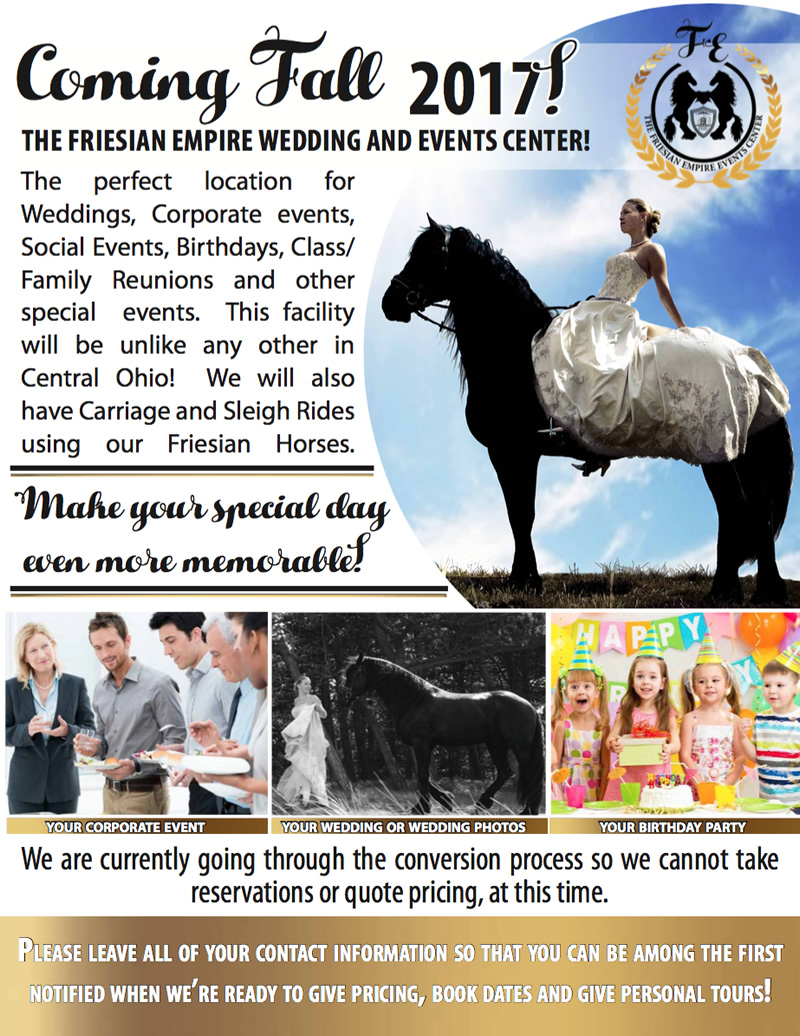 Coming Fall 2017!
F E
E
THE FRIESIAN EMPIRE EVENTS CENTER
THE FRIESIAN EMPIRE WEDDING AND EVENTS CENTER!
The perfect location for
Weddings, Corporate events,
Social Events, Birthdays, Class/
Family Reunions and other
special events. This facility
will be unlike any other in
Central Ohio! We will also
have Carriage and Sleigh Rides
using our Friesian Horses.
Make your special day
even more memorable!
HAPPY
YOUR CORPORATE EVENT
YOUR WEDDING OR WEDDING PHOTOS
YOUR BIRTHDAY PARTY
We are currently going through the conversion process so we cannot take
reservations or quote pricing, at this time.
PLEASE LEAVE ALL OF YOUR CONTACT INFORMATION SO THAT YOU CAN BE AMONG THE FIRST
NOTIFIED WHEN WE'RE READY TO GIVE PRICING, BOOK DATES AND GIVE PERSONAL TOURS!